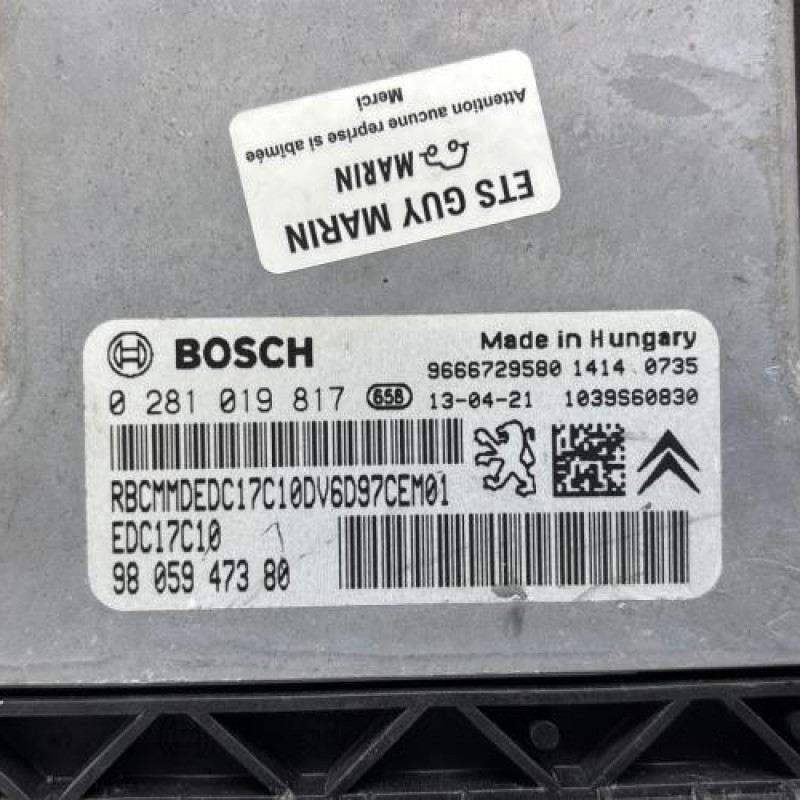 ETS GUY MARIN
MARIN
Attention aucune reprise si abimée
Merci
BOSCH
Made in Hungary
9666729580 1414 0735
0 281 019 817 658 13-04-21 1039S60830
RBCMMDEDC17C10DV6D97CEM01
EDC17C10
98 059 473 80